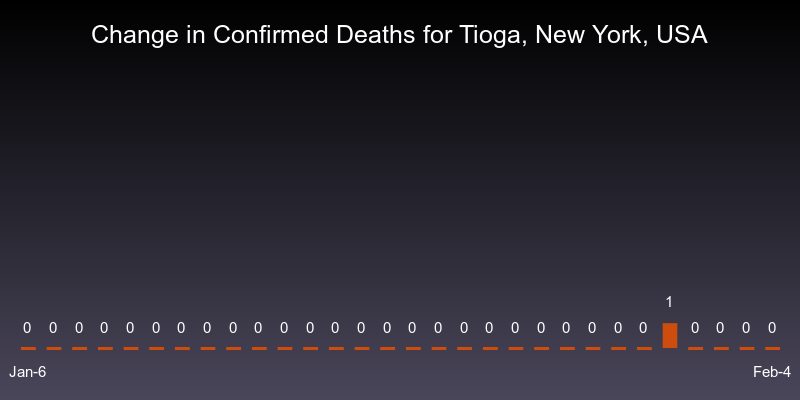 Change in Confirmed Deaths for Tioga, New York, USA
1
0 0 0 0 0 0 0 0 0 0 0 0 0 0 0 0 0 0 0 0 0 0 0 0 0 0 0 0 0
Jan-6 Feb-4